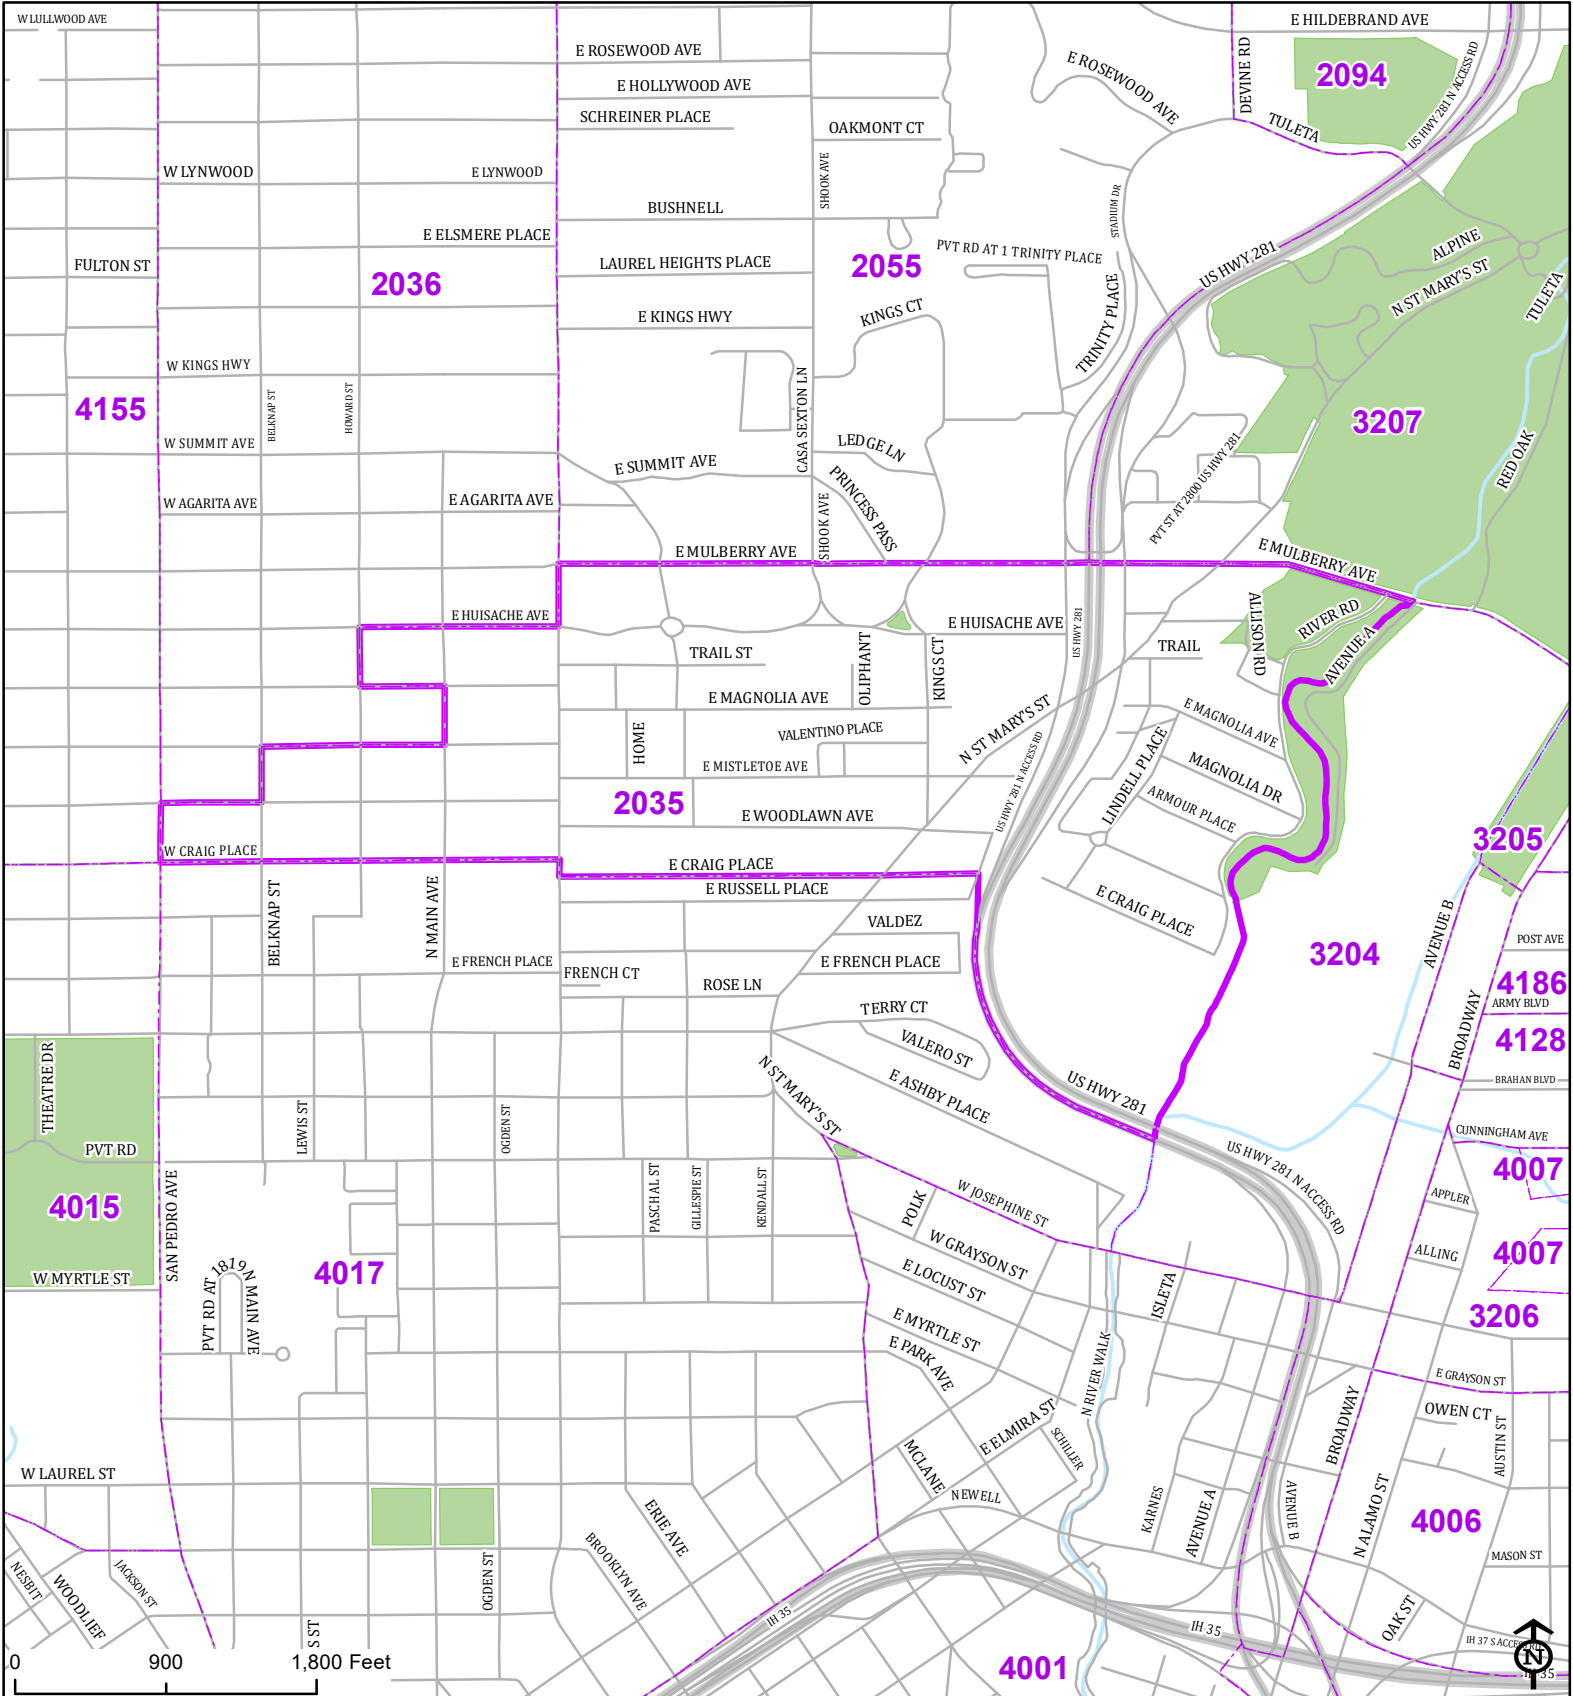 W LULLWOOD AVE
E HILDEBRAND AVE
E ROSEWOOD AVE
E ROSEWOOD AVE
DEVINE RD
2094
US HWY 281 N ACCESS RD
E HOLLYWOOD AVE
SCHREINER PLACE
OAKMONT CT
TULETA
W LYNWOOD
E LYNWOOD
SHOOK AVE
STADIUM DR
BUSHNELL
E ELSMERE PLACE
PVT RD AT 1 TRINITY PLACE
ALPINE
FULTON ST
LAUREL HEIGHTS PLACE
2055
US HWY 281
N ST MARY'S ST
TULETA
2036
E KINGS HWY
KINGS CT
TRINITY PLACE
W KINGS HWY
4155
BELKNAP ST
HOWARD ST
CASA SEXTON LN
3207
W SUMMIT AVE
E SUMMIT AVE
LEDGE LN
PVT ST AT 2800 US HWY 281
RED OAK
W AGARITA AVE
E AGARITA AVE
SHOOK AVE
PRINCESS PASS
E MULBERRY AVE
E MULBERRY AVE
E HUISACHE AVE
E HUISACHE AVE
US HWY 281
ALLISON RD
RIVER RD
AVENUE A
TRAIL ST
OLIPHANT
KINGS CT
TRAIL
E MAGNOLIA AVE
N ST MARY'S ST
E MAGNOLIA AVE
HOME
VALENTINO PLACE
E MISTLETOE AVE
US HWY 281 N ACCESS RD
LINDELL PLACE
MAGNOLIA DR
ARMOUR PLACE
2035
E WOODLAWN AVE
3205
W CRAIG PLACE
E CRAIG PLACE
E RUSSELL PLACE
E CRAIG PLACE
BELKNAP ST
N MAIN AVE
VALDEZ
AVENUE B
POST AVE
E FRENCH PLACE
FRENCH CT
E FRENCH PLACE
3204
4186
ROSE LN
ARMY BLVD
TERRY CT
VALERO ST
BROADWAY
4128
THEATRE DR
N ST MARY'S ST
E ASHBY PLACE
US HWY 281
BRAHAN BLVD
LEWIS ST
OGDEN ST
CUNNINGHAM AVE
PVT RD
US HWY 281 N ACCESS RD
4007
SAN PEDRO AVE
PASCHAL ST
GILLESPIE ST
KENDALL ST
POLK
W JOSEPHINE ST
APPLER
4015
W GRAYSON ST
ALLING
4007
W MYRTLE ST
PVT RD AT 1819 N MAIN AVE
4017
E LOCUST ST
ISLETA
3206
E MYRTLE ST
E PARK AVE
N RIVER WALK
E GRAYSON ST
BROADWAY
OWEN CT
E ELMIRA ST
SCHILLER
AUSTIN ST
W LAUREL ST
MCLANE
NEWELL
KARNES
AVENUE A
AVENUE B
N ALAMO ST
4006
ERIE AVE
BROOKLYN AVE
MASON ST
NESBIT
WOODLIEF
JACKSON ST
OGDEN ST
S ST
IH 35
IH 35
OAK ST
4001
0 900 1,800 Feet
N